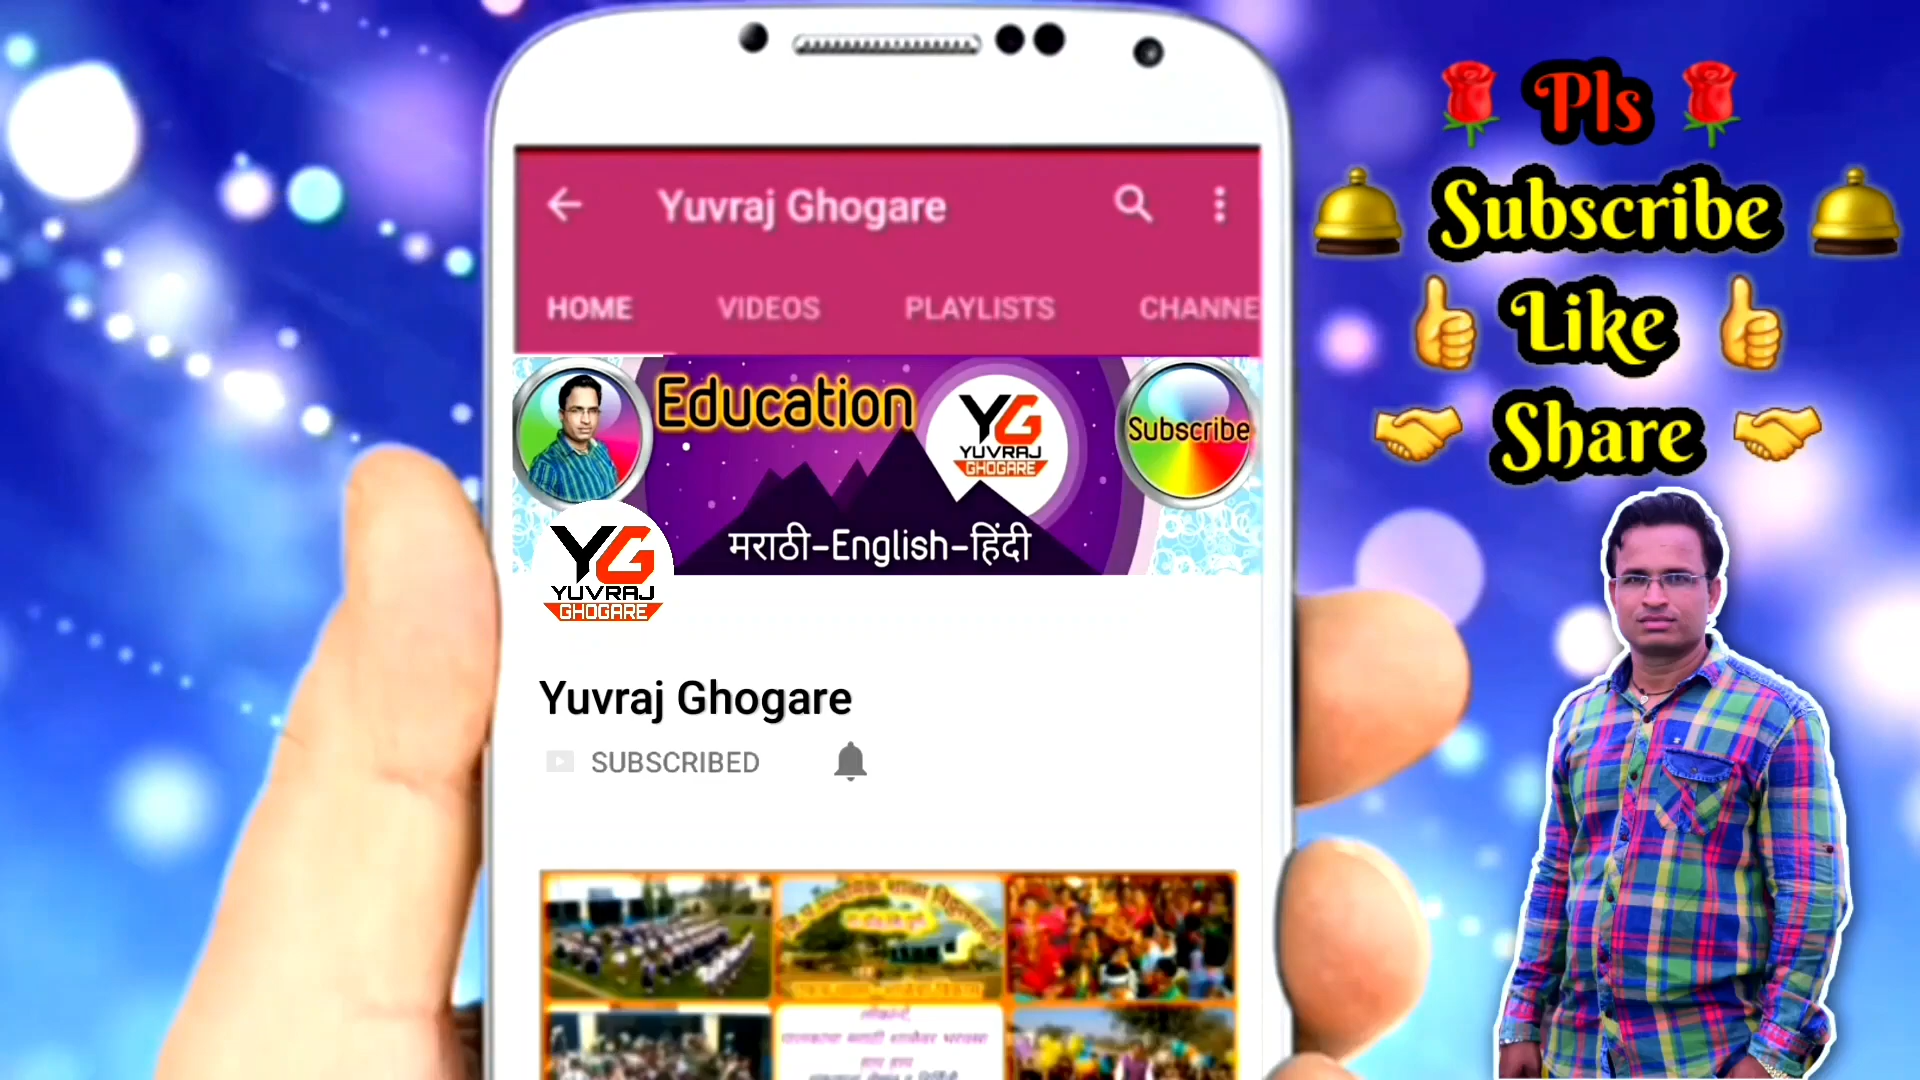 Pls
Subscribe
Like
Share
Yuvraj Ghogare
HOME VIDEOS PLAYLISTS CHANNE
Education
YG
YUVRAJ
GHOGARE
Subscribe
मराठी-English-हिंदी
YG
YUVRAJ
GHOGARE
Yuvraj Ghogare
SUBSCRIBED